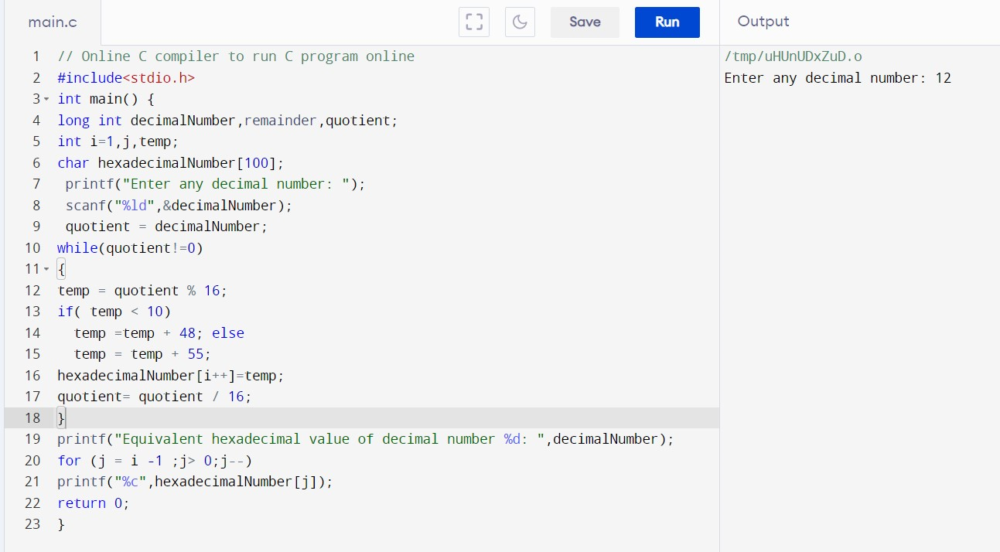 main.c
Save
Run
Output
1 // Online C compiler to run C program online
2 #include<stdio.h>
3 int main() {
4 long int decimalNumber,remainder,quotient;
5 int i=1,j,temp;
6 char hexadecimalNumber[100];
7  printf("Enter any decimal number: ");
8  scanf("%ld",&decimalNumber);
9  quotient = decimalNumber;
10 while(quotient!=0)
11 {
12 temp = quotient % 16;
13 if( temp < 10)
14   temp =temp + 48; else
15   temp = temp + 55;
16 hexadecimalNumber[i++]=temp;
17 quotient= quotient / 16;
18 }
19 printf("Equivalent hexadecimal value of decimal number %d: ",decimalNumber);
20 for (j = i -1 ;j> 0;j--)
21 printf("%c",hexadecimalNumber[j]);
22 return 0;
23 }
/tmp/uHUnUDxZuD.o
Enter any decimal number: 12